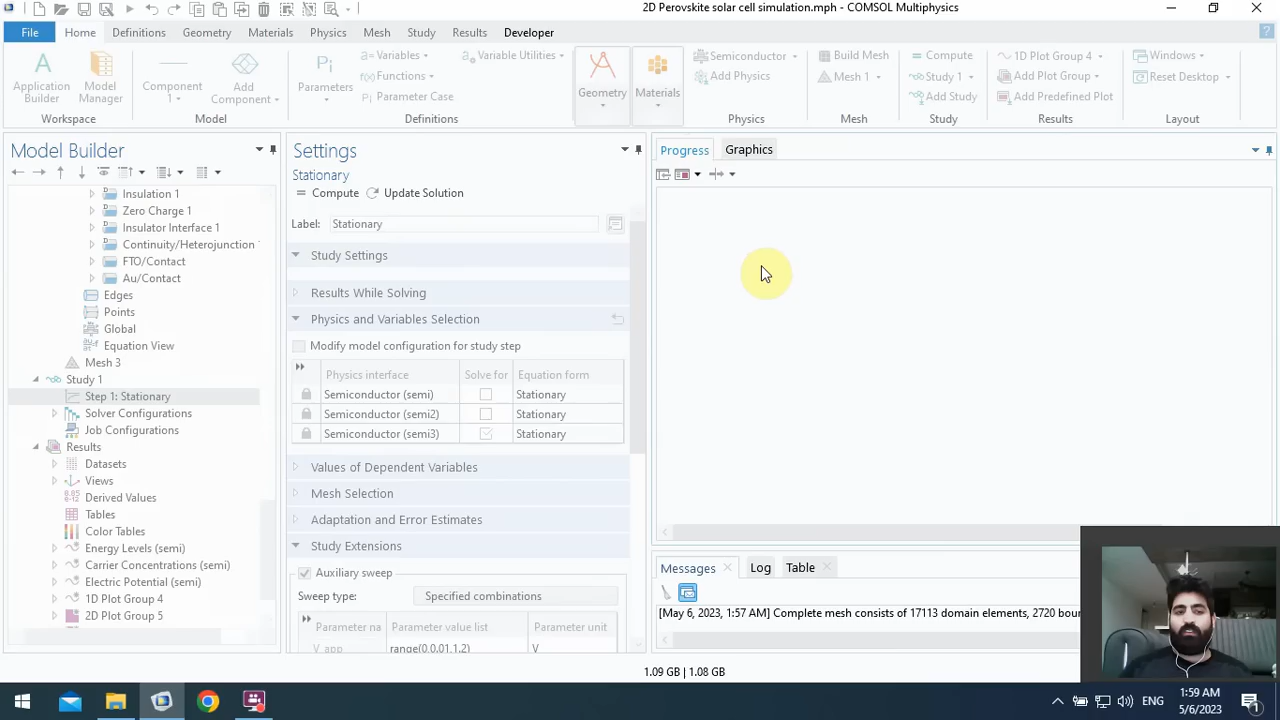 2D Perovskite solar cell simulation.mph - COMSOL Multiphysics
File Home Definitions Geometry Materials Physics Mesh Study Results Developer
Application Builder
Model Manager
Workspace
Component 1
Add Component
Model
Pi
Parameters
Variables
Functions
Parameter Case
Variable Utilities
Definitions
Geometry
Materials
Semiconductor
Add Physics
Physics
Build Mesh
Mesh 1
Mesh
Compute
Study 1
Add Study
Study
1D Plot Group 4
Add Plot Group
Add Predefined Plot
Results
Windows
Reset Desktop
Layout
Model Builder
Insulation 1
Zero Charge 1
Insulator Interface 1
Continuity/Heterojunction
FTO/Contact
Au/Contact
Edges
Points
Global
Equation View
Mesh 3
Study 1
Step 1: Stationary
Solver Configurations
Job Configurations
Results
Datasets
Views
Derived Values
Tables
Color Tables
Energy Levels (semi)
Carrier Concentrations (semi)
Electric Potential (semi)
1D Plot Group 4
2D Plot Group 5
Settings
Stationary
Compute Update Solution
Label: Stationary
Study Settings
Results While Solving
Physics and Variables Selection
Modify model configuration for study step
Physics interface Solve for Equation form
Semiconductor (semi) Stationary
Semiconductor (semi2) Stationary
Semiconductor (semi3) Stationary
Values of Dependent Variables
Mesh Selection
Adaptation and Error Estimates
Study Extensions
Auxiliary sweep
Sweep type: Specified combinations
Parameter na Parameter value list Parameter unit
V_app range(0,0.01,1.2) V
Progress Graphics
Messages Log Table
[May 6, 2023, 1:57 AM] Complete mesh consists of 17113 domain elements, 2720 bou
1.09 GB | 1.08 GB
ENG
1:59 AM
5/6/2023
1